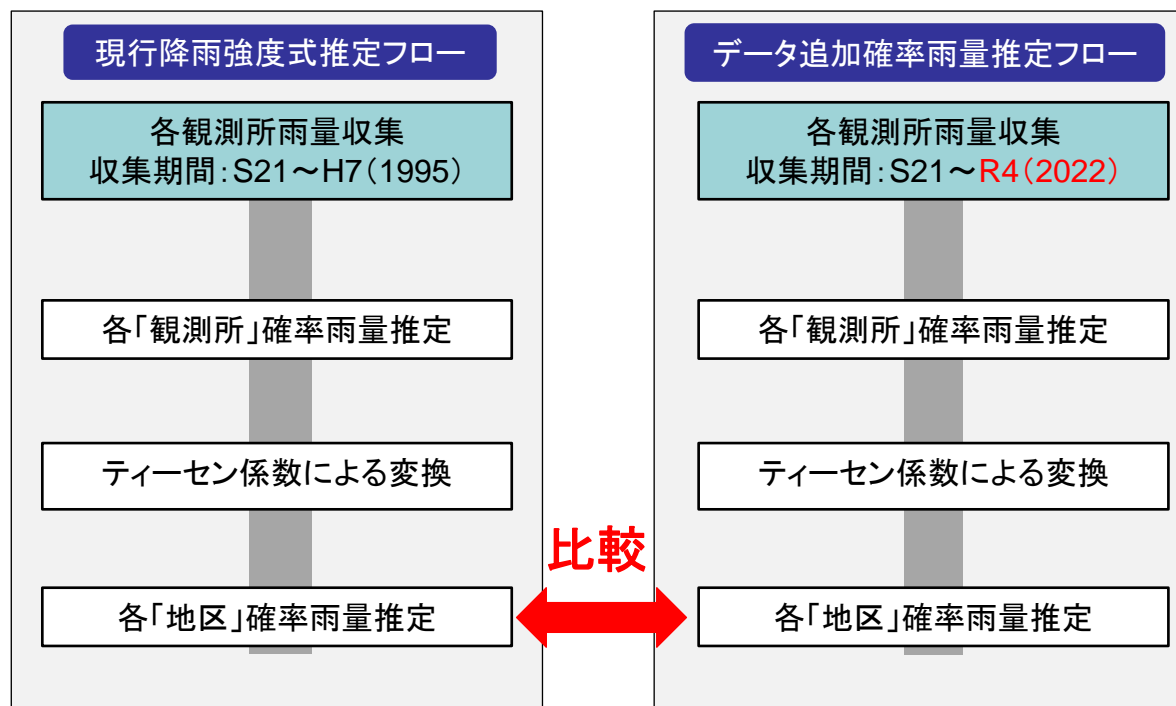 現行降雨強度式推定フロー
各観測所雨量収集
収集期間:S21～H7(1995)
各「観測所」確率雨量推定
ティーセン係数による変換
各「地区」確率雨量推定
比較
データ追加確率雨量推定フロー
各観測所雨量収集
収集期間:S21～R4(2022)
各「観測所」確率雨量推定
ティーセン係数による変換
各「地区」確率雨量推定